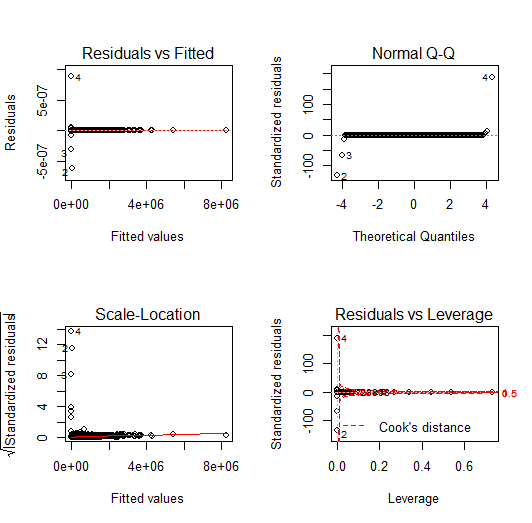 Residuals vs Fitted
Residuals
-5e-07
5e-07
4
3
2
0e+00
4e+06
8e+06
Fitted values
Normal Q-Q
Standardized residuals
-100
0
100
4
3
2
-4
-2
0
2
4
Theoretical Quantiles
Scale-Location
√|Standardized residuals|
0
4
8
12
4
2
3
0e+00
4e+06
8e+06
Fitted values
Residuals vs Leverage
Standardized residuals
-100
0
100
4
2
Cook's distance
0.5
0.0
0.2
0.4
0.6
Leverage